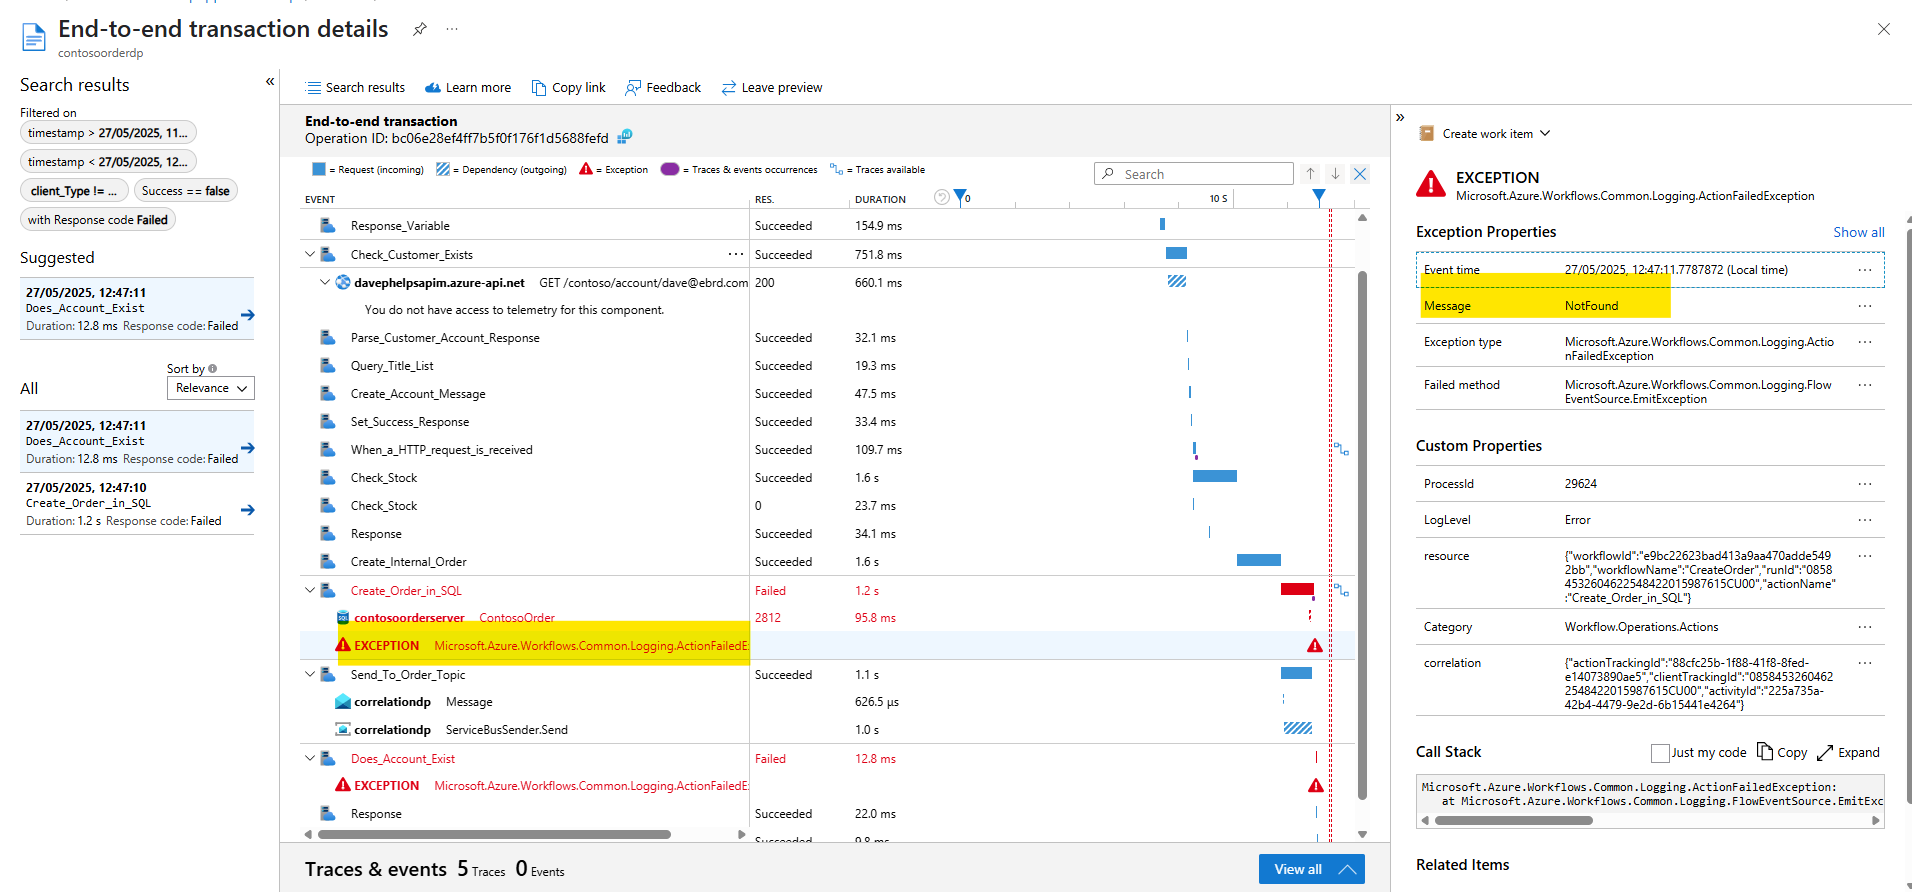 End-to-end transaction details
contosoorderdp
Search results
Filtered on
timestamp > 27/05/2025, 11...
timestamp < 27/05/2025, 12...
client_Type != ... Success == false
with Response code Failed
Suggested
27/05/2025, 12:47:11
Does_Account_Exist
Duration: 12.8 ms Response code: Failed
Sort by
All Relevance
27/05/2025, 12:47:11
Does_Account_Exist
Duration: 12.8 ms Response code: Failed
27/05/2025, 12:47:10
Create_Order_in_SQL
Duration: 1.2 s Response code: Failed
Search results Learn more Copy link Feedback Leave preview
End-to-end transaction
Operation ID: bc06e28ef4ff7b5f0f176f1d5688fefd
= Request (incoming) = Dependency (outgoing) = Exception = Traces & events occurrences = Traces available
Search
EVENT RES. DURATION 0 10 S
Response_Variable Succeeded 154.9 ms
Check_Customer_Exists ... Succeeded 751.8 ms
davephelpsapim.azure-api.net GET /contoso/account/dave@ebrd.com 200 660.1 ms
You do not have access to telemetry for this component.
Parse_Customer_Account_Response Succeeded 32.1 ms
Query_Title_List Succeeded 19.3 ms
Create_Account_Message Succeeded 47.5 ms
Set_Success_Response Succeeded 33.4 ms
When_a_HTTP_request_is_received Succeeded 109.7 ms
Check_Stock Succeeded 1.6 s
Check_Stock 0 23.7 ms
Response Succeeded 34.1 ms
Create_Internal_Order Succeeded 1.6 s
Create_Order_in_SQL Failed 1.2 s
contosoorderserver ContosoOrder 2812 95.8 ms
EXCEPTION Microsoft.Azure.Workflows.Common.Logging.ActionFailedE
Send_To_Order_Topic Succeeded 1.1 s
correlationdp Message 626.5 µs
correlationdp ServiceBusSender.Send 1.0 s
Does_Account_Exist Failed 12.8 ms
EXCEPTION Microsoft.Azure.Workflows.Common.Logging.ActionFailedE
Response Succeeded 22.0 ms
Succeeded 9.8 ms
Traces & events 5 Traces 0 Events View all
Create work item
EXCEPTION
Microsoft.Azure.Workflows.Common.Logging.ActionFailedException
Exception Properties Show all
Event time 27/05/2025, 12:47:11.7787872 (Local time) ...
Message NotFound ...
Exception type Microsoft.Azure.Workflows.Common.Logging.Actio ...
nFailedException
Failed method Microsoft.Azure.Workflows.Common.Logging.Flow ...
EventSource.EmitException
Custom Properties
ProcessId 29624 ...
LogLevel Error ...
resource {"workflowId":"e9bc22623bad413a9aa470adde549 ...
2bb","workflowName":"CreateOrder","runId":"0858
4532604622548422015987615CU00","actionName"
:"Create_Order_in_SQL"}
Category Workflow.Operations.Actions ...
correlation {"actionTrackingId":"88cfc25b-1f88-41f8-8fed- ...
e14073890ae5","clientTrackingId":"0858453260462
2548422015987615CU00","activityId":"225a735a-
42b4-4479-9e2d-6b15441e4264"}
Call Stack Just my code Copy Expand
Microsoft.Azure.Workflows.Common.Logging.ActionFailedException:
at Microsoft.Azure.Workflows.Common.Logging.FlowEventSource.EmitExc
Related Items